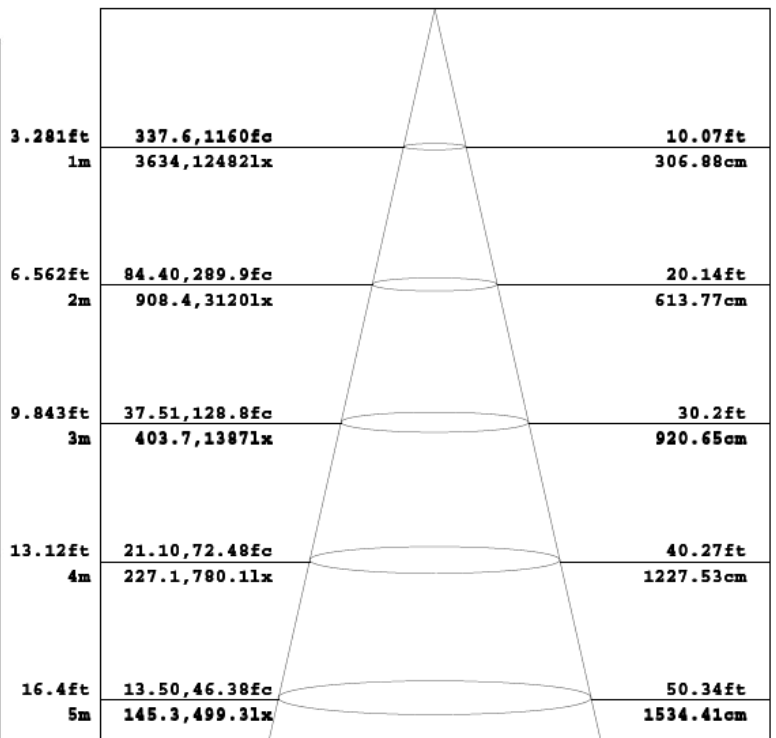 3.281ft 337.6,1160fc 10.07ft
1m 3634,12482lx 306.88cm
6.562ft 84.40,289.9fc 20.14ft
2m 908.4,3120lx 613.77cm
9.843ft 37.51,128.8fc 30.2ft
3m 403.7,1387lx 920.65cm
13.12ft 21.10,72.48fc 40.27ft
4m 227.1,780.1lx 1227.53cm
16.4ft 13.50,46.38fc 50.34ft
5m 145.3,499.3lx 1534.41cm